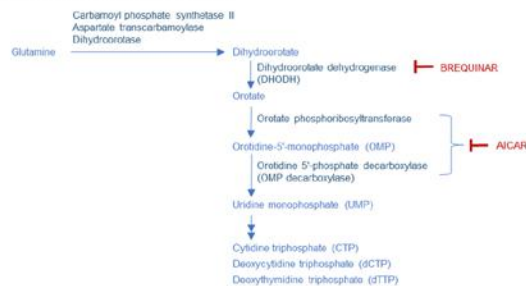 Carbamoyl phosphate synthetase II
Aspartate transcarbamoylase
Dihydroorotase
Glutamine
Dihydroorotate
Dihydroorotate dehydrogenase
(DHODH)
BREQUINAR
Orotate
Orotate phosphoribosyltransferase
Orotidine-5'-monophosphate (OMP)
AICAR
Orotidine 5'-phosphate decarboxylase
(OMP decarboxylase)
Uridine monophosphate (UMP)
Cytidine triphosphate (CTP)
Deoxycytidine triphosphate (dCTP)
Deoxythymidine triphosphate (dTTP)